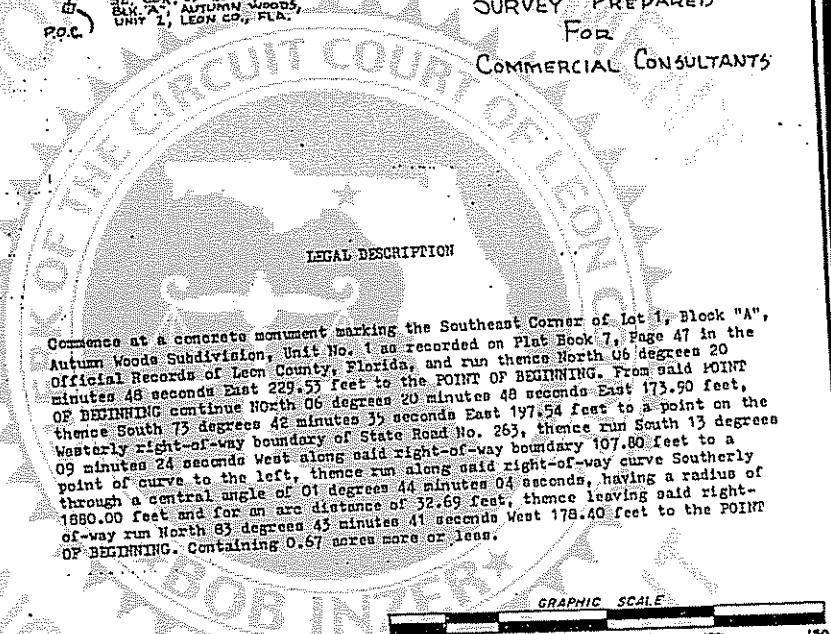 BLK. "A", AUTUMN WOODS,
UNIT 1, LEON CO., FLA.
P.O.C.
SURVEY PREPARED
FOR
COMMERCIAL CONSULTANTS
CLERK OF THE CIRCUIT COURT OF LEON
LEGAL DESCRIPTION
Commence at a concrete monument marking the Southeast Corner of Lot 1, Block "A",
Autumn Woods Subdivision, Unit No. 1 as recorded on Plat Book 7, Page 47 in the
Official Records of Leon County, Florida, and run thence North 06 degrees 20
minutes 48 seconds East 229.53 feet to the POINT OF BEGINNING. From said POINT
OF BEGINNING continue North 06 degrees 20 minutes 48 seconds East 173.90 feet,
thence South 73 degrees 42 minutes 35 seconds East 197.54 feet to a point on the
Westerly right-of-way boundary of State Road No. 263, thence run South 13 degrees
09 minutes 24 seconds West along said right-of-way boundary 107.80 feet to a
point of curve to the left, thence run along said right-of-way curve Southerly
through a central angle of 01 degrees 44 minutes 04 seconds, having a radius of
1080.00 feet and for an arc distance of 32.69 feet, thence leaving said right-
of-way run North 83 degrees 43 minutes 41 seconds West 178.40 feet to the POINT
OF BEGINNING. Containing 0.67 acres more or less.
BOB INZER
GRAPHIC SCALE